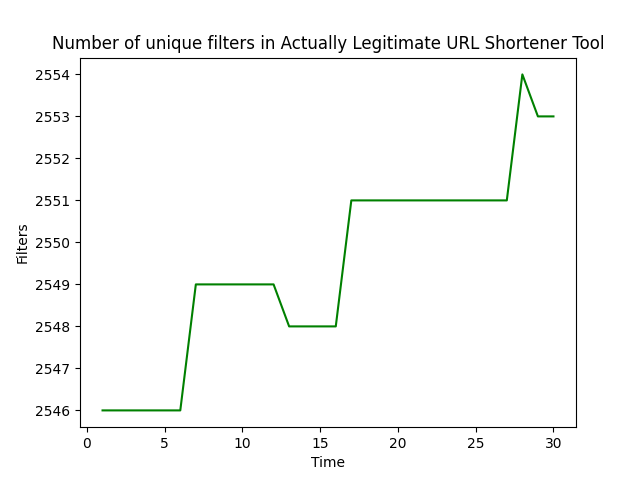 Number of unique filters in Actually Legitimate URL Shortener Tool
2554
2553
2552
2551
2550
2549
2548
2547
2546
Filters
0 5 10 15 20 25 30
Time